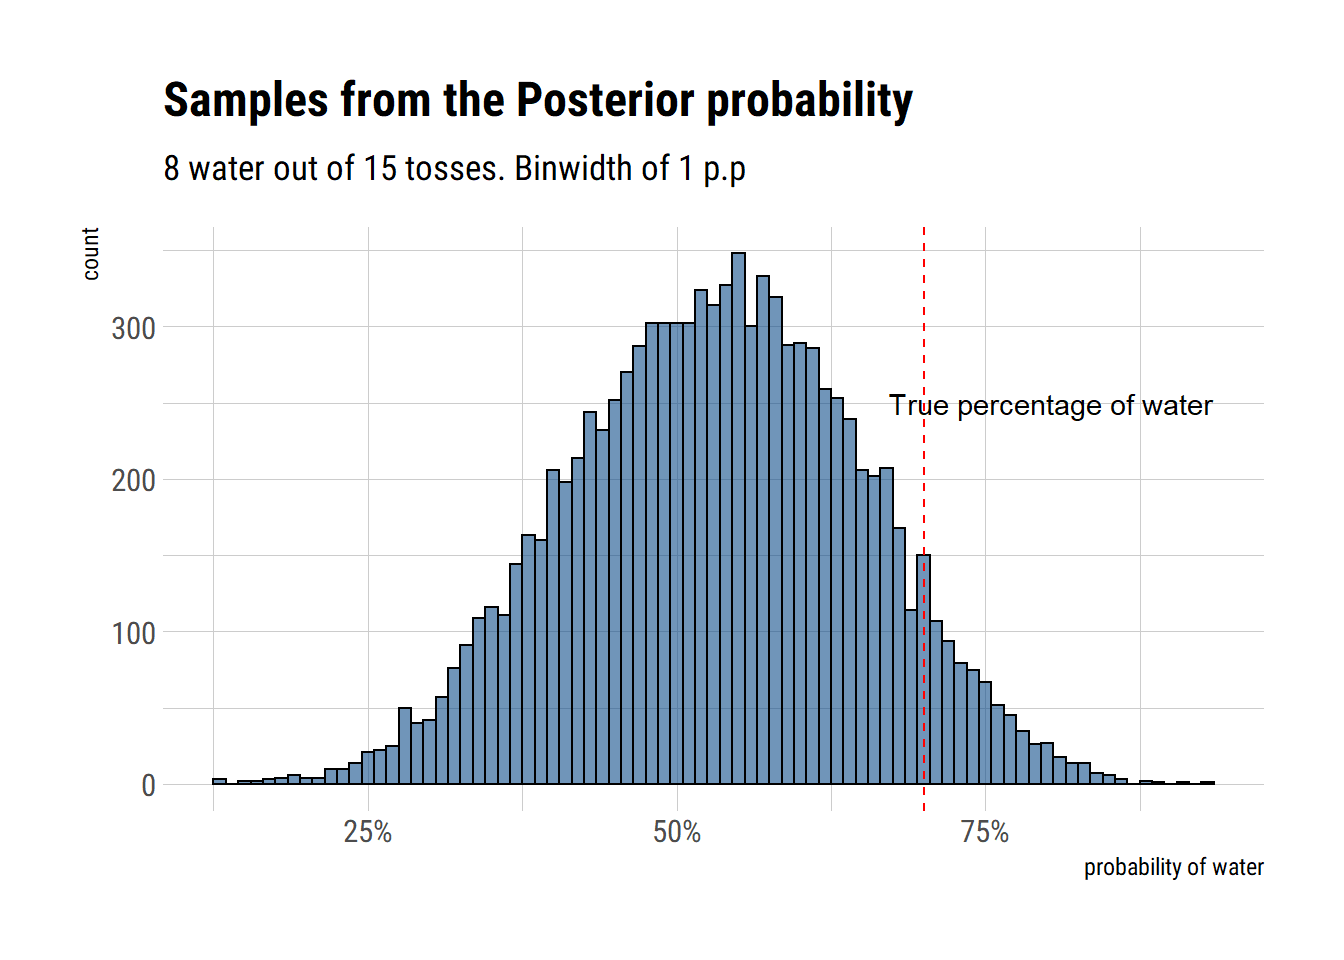 Samples from the Posterior probability
8 water out of 15 tosses. Binwidth of 1 p.p
count
300
True percentage of water
200
100
0
25% 50% 75%
probability of water